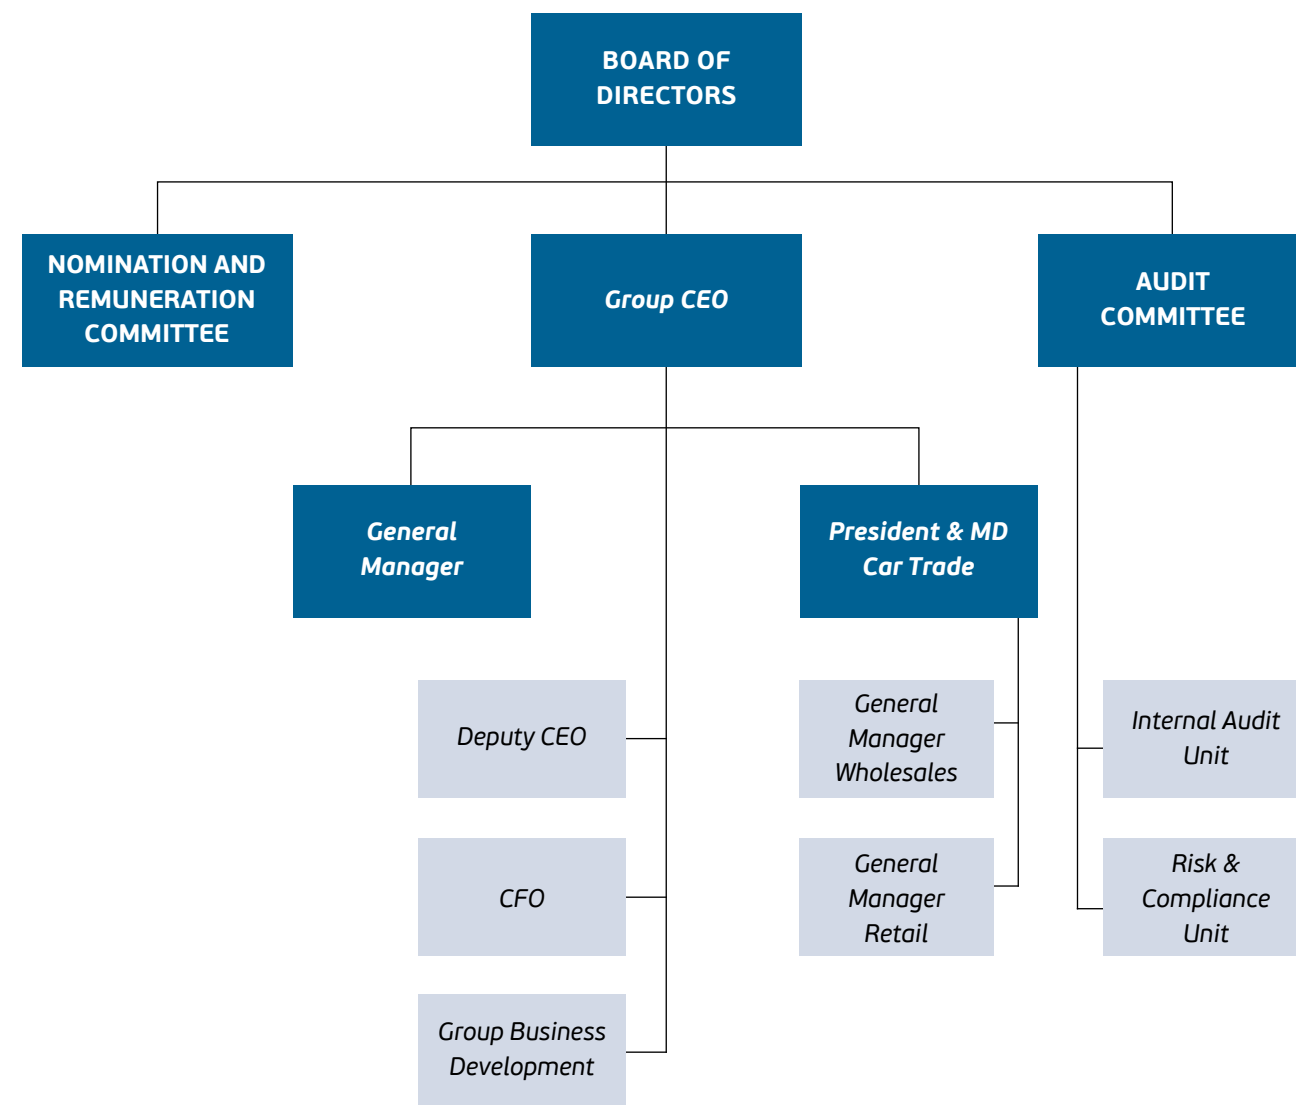 BOARD OF
DIRECTORS
NOMINATION AND
REMUNERATION
COMMITTEE
Group CEO
AUDIT
COMMITTEE
General
Manager
President & MD
Car Trade
Deputy CEO
General
Manager
Wholesales
Internal Audit
Unit
CFO
General
Manager
Retail
Risk &
Compliance
Unit
Group Business
Development